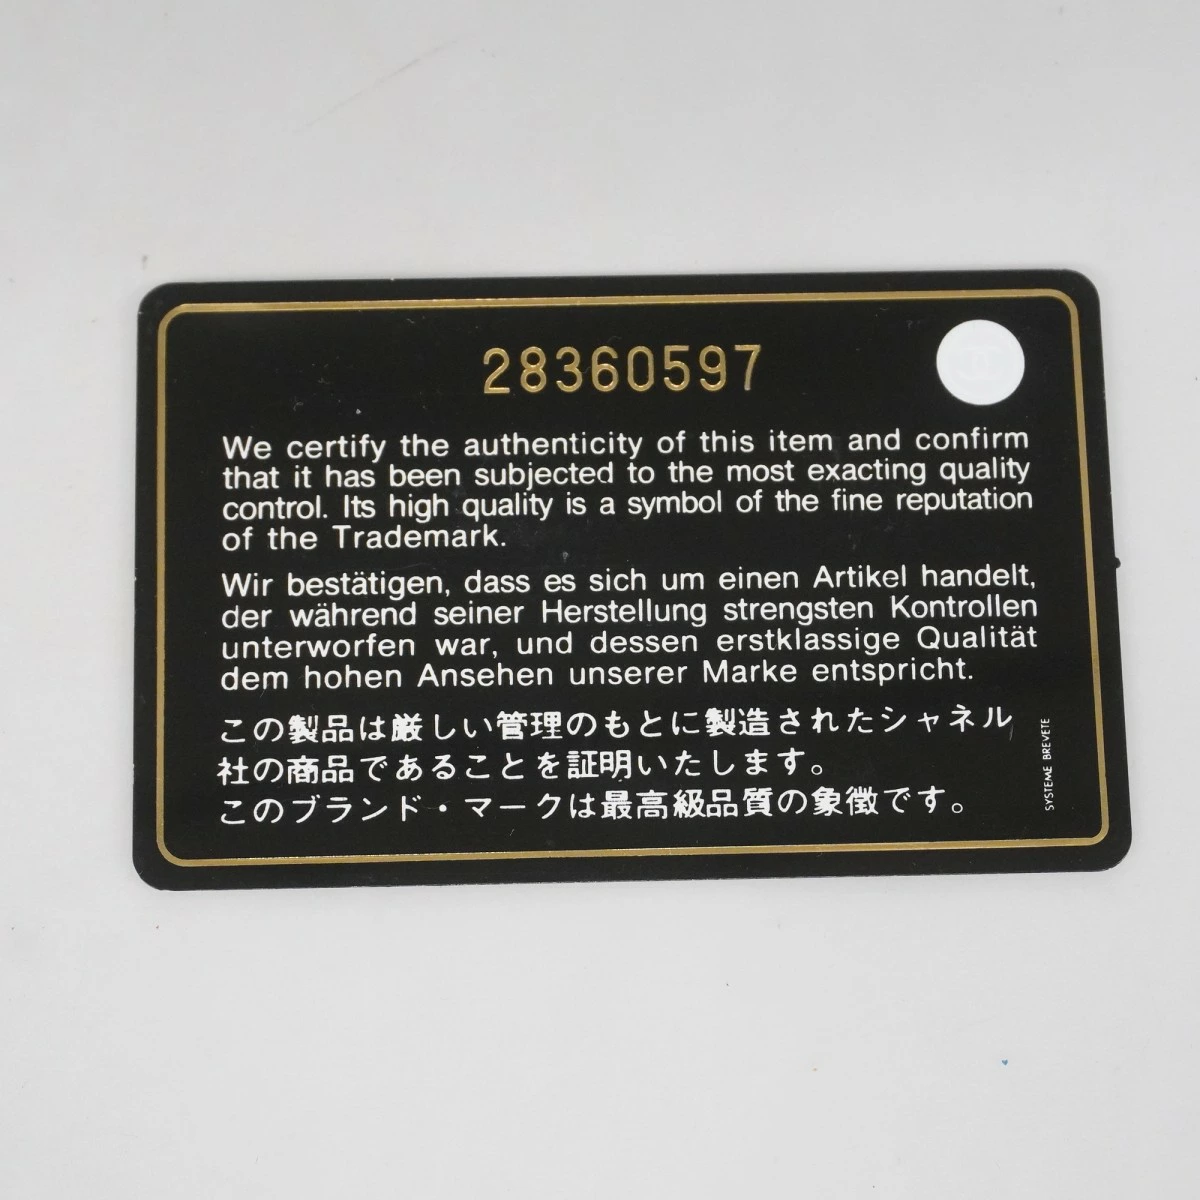 28360597
We certify the authenticity of this item and confirm
that it has been subjected to the most exacting quality
control. Its high quality is a symbol of the fine reputation
of the Trademark.
Wir bestätigen, dass es sich um einen Artikel handelt,
der während seiner Herstellung strengsten Kontrollen
unterworfen war, und dessen erstklassige Qualität
dem hohen Ansehen unserer Marke entspricht.
この製品は厳しい管理のもとに製造されたシャネル
社の商品であることを証明いたします。
このブランド・マークは最高級品質の象徴です。
SYSTEME BREVETE